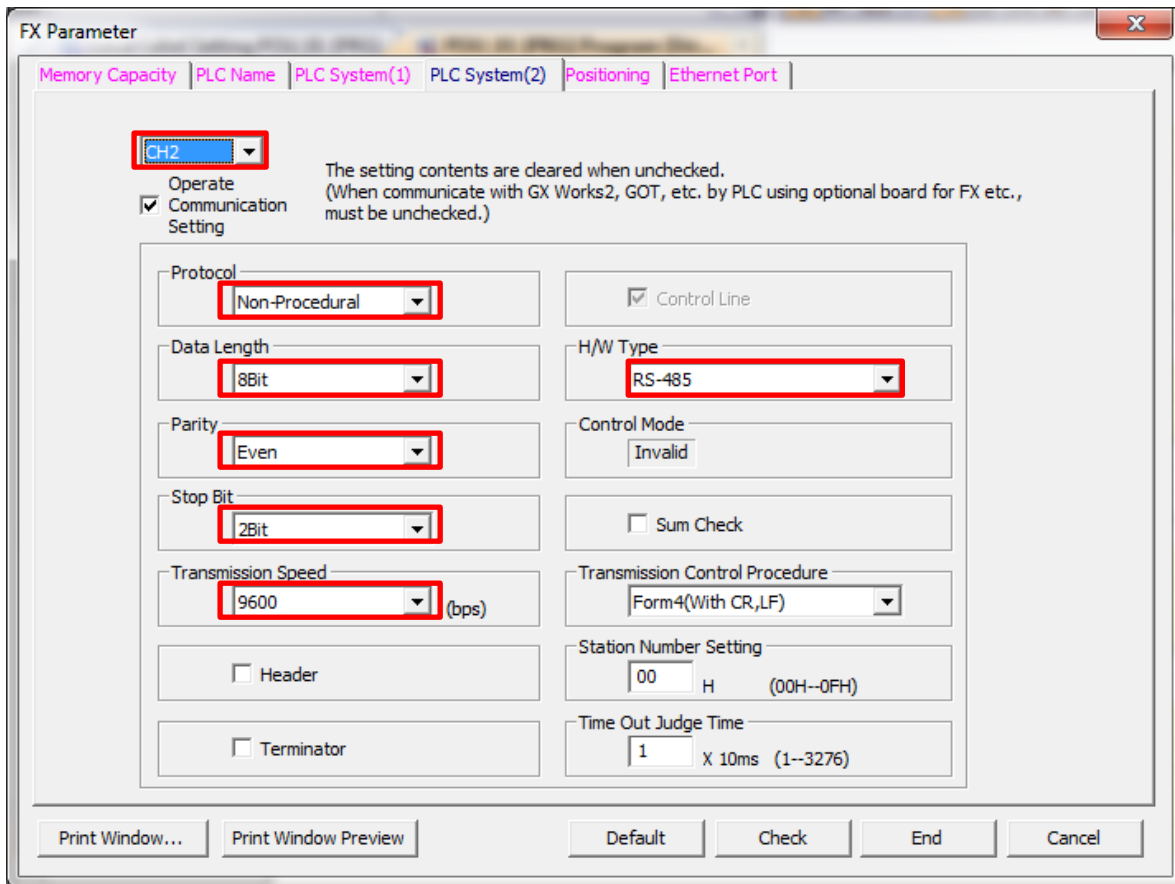 FX Parameter
Memory Capacity
PLC Name
PLC System(1)
PLC System(2)
Positioning
Ethernet Port
CH2
Operate
Communication
Setting
The setting contents are cleared when unchecked.
(When communicate with GX Works2, GOT, etc. by PLC using optional board for FX etc.,
must be unchecked.)
Protocol
Non-Procedural
Control Line
Data Length
8Bit
H/W Type
RS-485
Parity
Even
Control Mode
Invalid
Stop Bit
2Bit
Sum Check
Transmission Speed
9600
(bps)
Transmission Control Procedure
Form4(With CR,LF)
Header
Station Number Setting
00 H (00H--0FH)
Terminator
Time Out Judge Time
1 X 10ms (1--3276)
Print Window...
Print Window Preview
Default
Check
End
Cancel